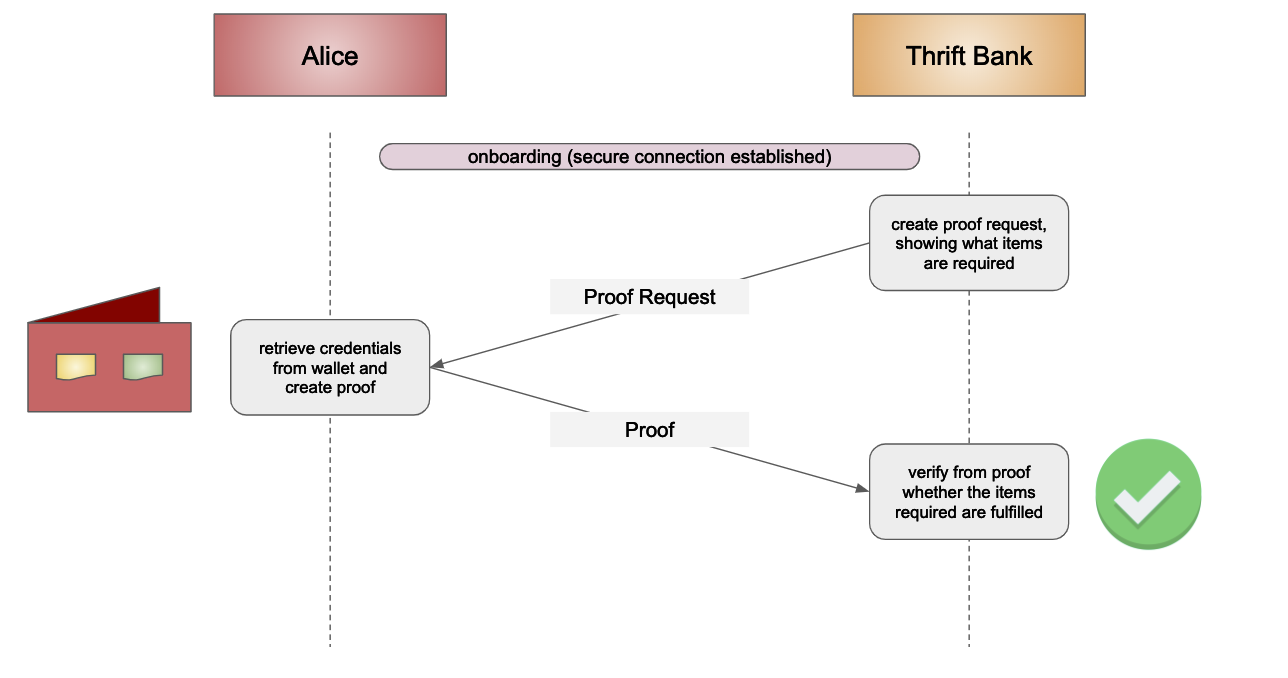 Alice
Thrift Bank
onboarding (secure connection established)
create proof request,
showing what items
are required
Proof Request
retrieve credentials
from wallet and
create proof
Proof
verify from proof
whether the items
required are fulfilled